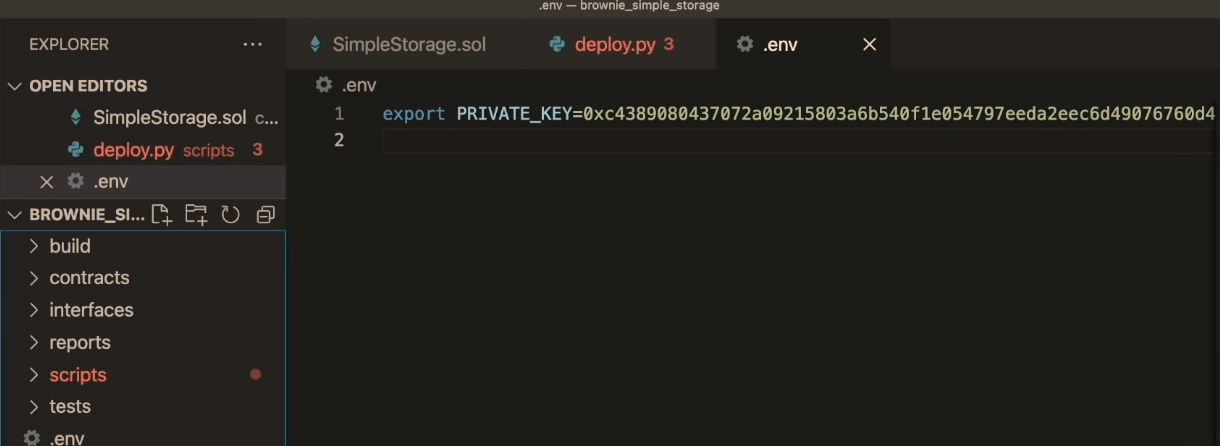 .env — brownie_simple_storage
EXPLORER
SimpleStorage.sol
deploy.py 3
.env
OPEN EDITORS
.env
SimpleStorage.sol c...
1 export PRIVATE_KEY=0xc4389080437072a09215803a6b540f1e054797eeda2eec6d49076760d4
2
deploy.py scripts 3
.env
BROWNIE_SI...
build
contracts
interfaces
reports
scripts
tests
.env